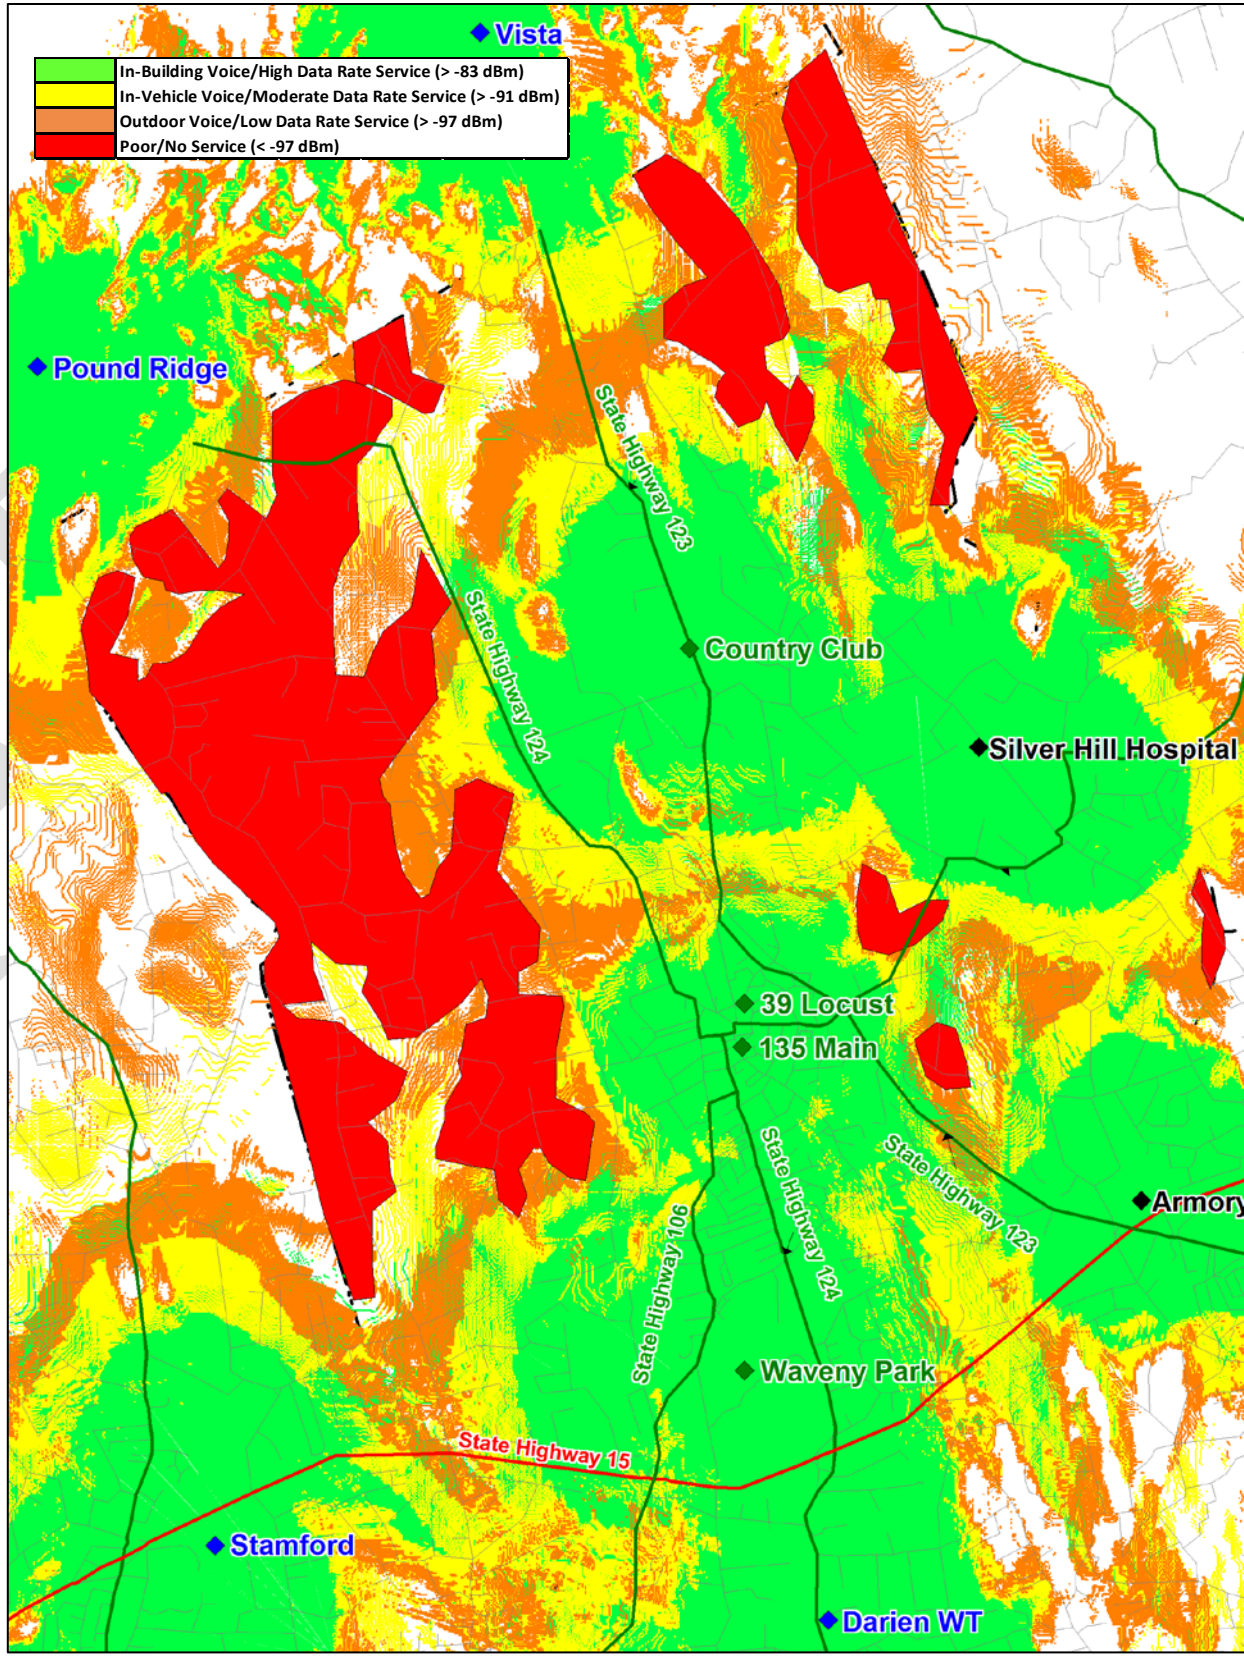 Vista
In-Building Voice/High Data Rate Service (> -83 dBm)
In-Vehicle Voice/Moderate Data Rate Service (> -91 dBm)
Outdoor Voice/Low Data Rate Service (> -97 dBm)
Poor/No Service (< -97 dBm)
Pound Ridge
State Highway 123
State Highway 124
Country Club
Silver Hill Hospital
39 Locust
135 Main
State Highway 123
State Highway 124
State Highway 106
Armory
Waveny Park
State Highway 15
Stamford
Darien WT